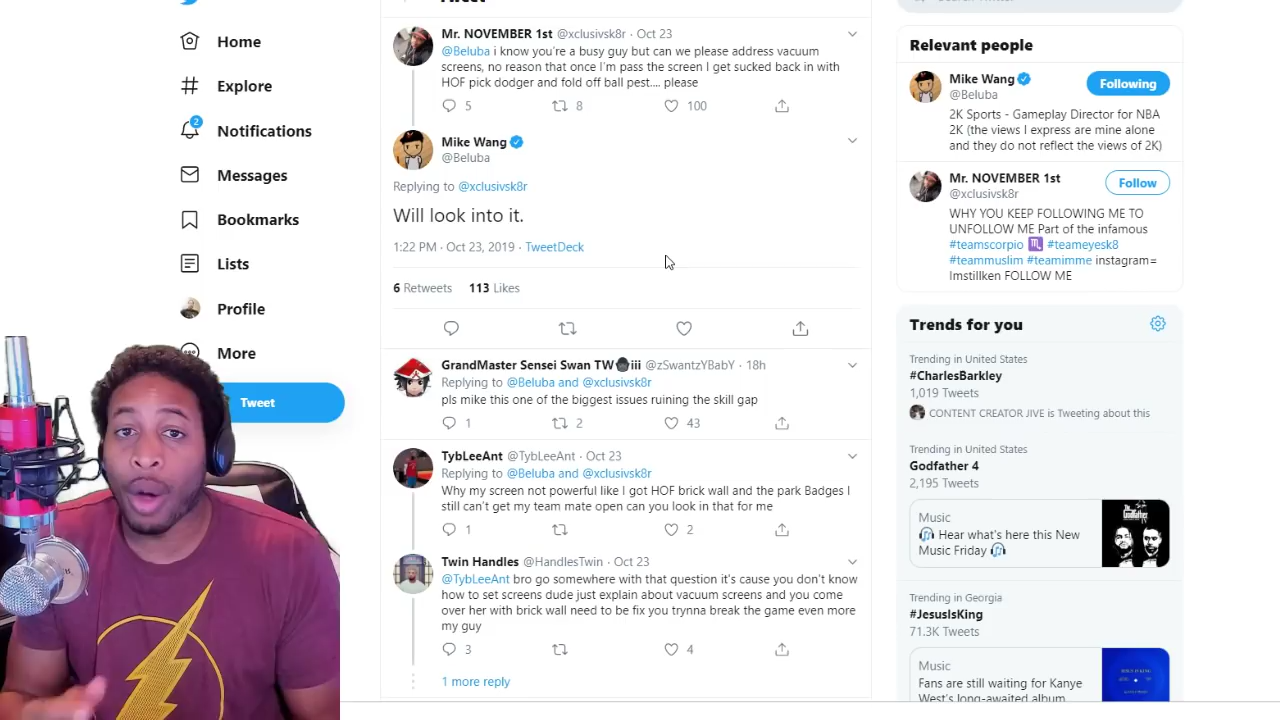 Tweet
Home
Explore
2
Notifications
Messages
Bookmarks
Lists
Profile
More
Tweet
Mr. NOVEMBER 1st @xclusivsk8r · Oct 23
@Beluba i know you're a busy guy but can we please address vacuum
screens, no reason that once I'm pass the screen I get sucked back in with
HOF pick dodger and fold off ball pest.... please
5 8 100
Mike Wang
@Beluba
Replying to @xclusivsk8r
Will look into it.
1:22 PM · Oct 23, 2019 · TweetDeck
6 Retweets 113 Likes
GrandMaster Sensei Swan TW iii @zSwantzYBabY · 18h
Replying to @Beluba and @xclusivsk8r
pls mike this one of the biggest issues ruining the skill gap
1 2 43
TybLeeAnt @TybLeeAnt · Oct 23
Replying to @Beluba and @xclusivsk8r
Why my screen not powerful like I got HOF brick wall and the park Badges I
still can't get my team mate open can you look in that for me
1 2
Twin Handles @HandlesTwin · Oct 23
@TybLeeAnt bro go somewhere with that question it's cause you don't know
how to set screens dude just explain about vacuum screens and you come
over her with brick wall need to be fix you trynna break the game even more
my guy
3 4
1 more reply
Relevant people
Mike Wang
@Beluba
Following
2K Sports - Gameplay Director for NBA
2K (the views I express are mine alone
and they do not reflect the views of 2K)
Mr. NOVEMBER 1st
@xclusivsk8r
Follow
WHY YOU KEEP FOLLOWING ME TO
UNFOLLOW ME Part of the infamous
#teamscorpio ♏ #teameyesk8
#teammuslim #teamimme instagram=
Imstillken FOLLOW ME
Trends for you
Trending in United States
#CharlesBarkley
1,019 Tweets
CONTENT CREATOR JIVE is Tweeting about this
Trending in United States
Godfather 4
2,195 Tweets
Music
🎧 Hear what's here this New
Music Friday 🎧
Trending in Georgia
#JesusIsKing
71.3K Tweets
Music
Fans are still waiting for Kanye
West's long-awaited album